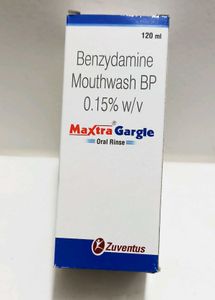 120 ml
Benzydamine
Mouthwash BP
0.15% w/v
Maxtra® Gargle
Oral Rinse
Zuventus